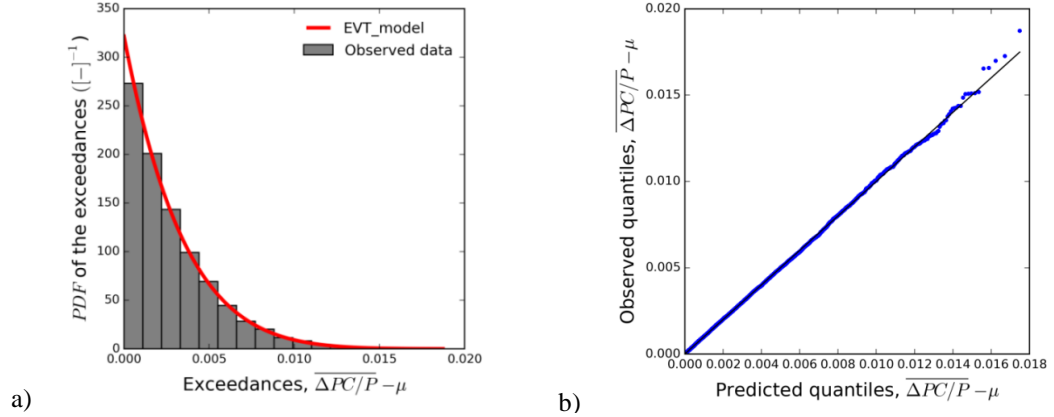 350
300
250
200
150
100
50
0
PDF of the exceedances ([−]⁻¹)
EVT_model
Observed data
0.000 0.005 0.010 0.015 0.020
Exceedances, \overline{ΔPC/P} −μ
a)
0.020
0.015
0.010
0.005
0.000
Observed quantiles, \overline{ΔPC/P} −μ
0.000 0.002 0.004 0.006 0.008 0.010 0.012 0.014 0.016 0.018
Predicted quantiles, \overline{ΔPC/P} −μ
b)